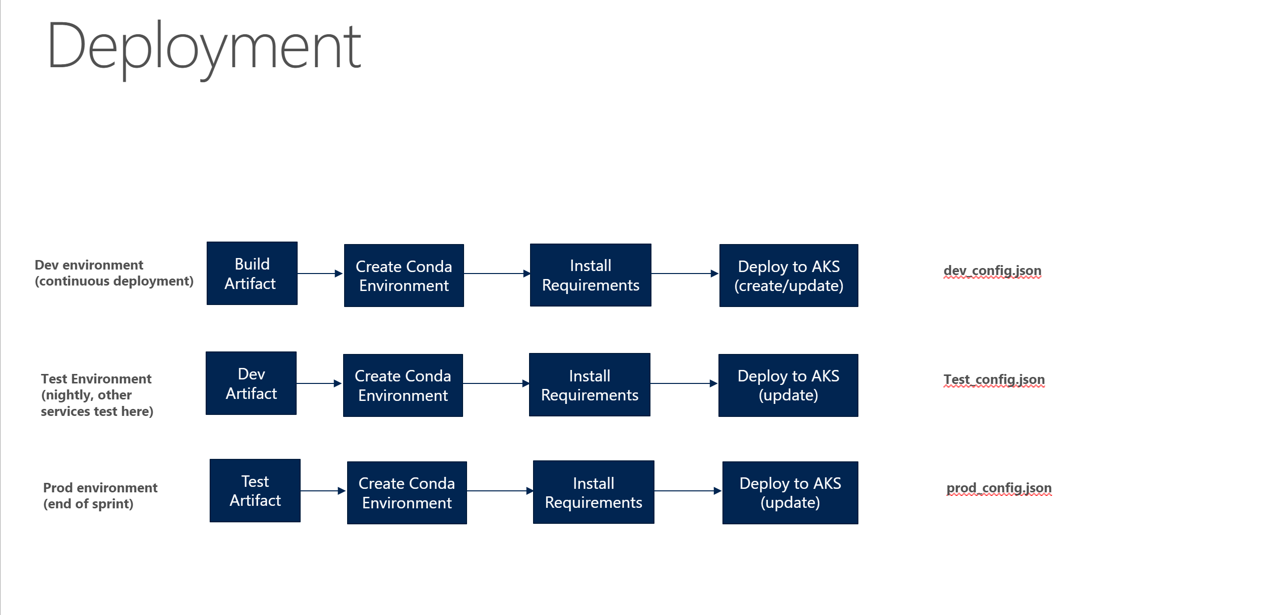 Deployment
Dev environment
(continuous deployment)
Build
Artifact
Create Conda
Environment
Install
Requirements
Deploy to AKS
(create/update)
dev_config.json
Test Environment
(nightly, other
services test here)
Dev
Artifact
Create Conda
Environment
Install
Requirements
Deploy to AKS
(update)
Test_config.json
Prod environment
(end of sprint)
Test
Artifact
Create Conda
Environment
Install
Requirements
Deploy to AKS
(update)
prod_config.json